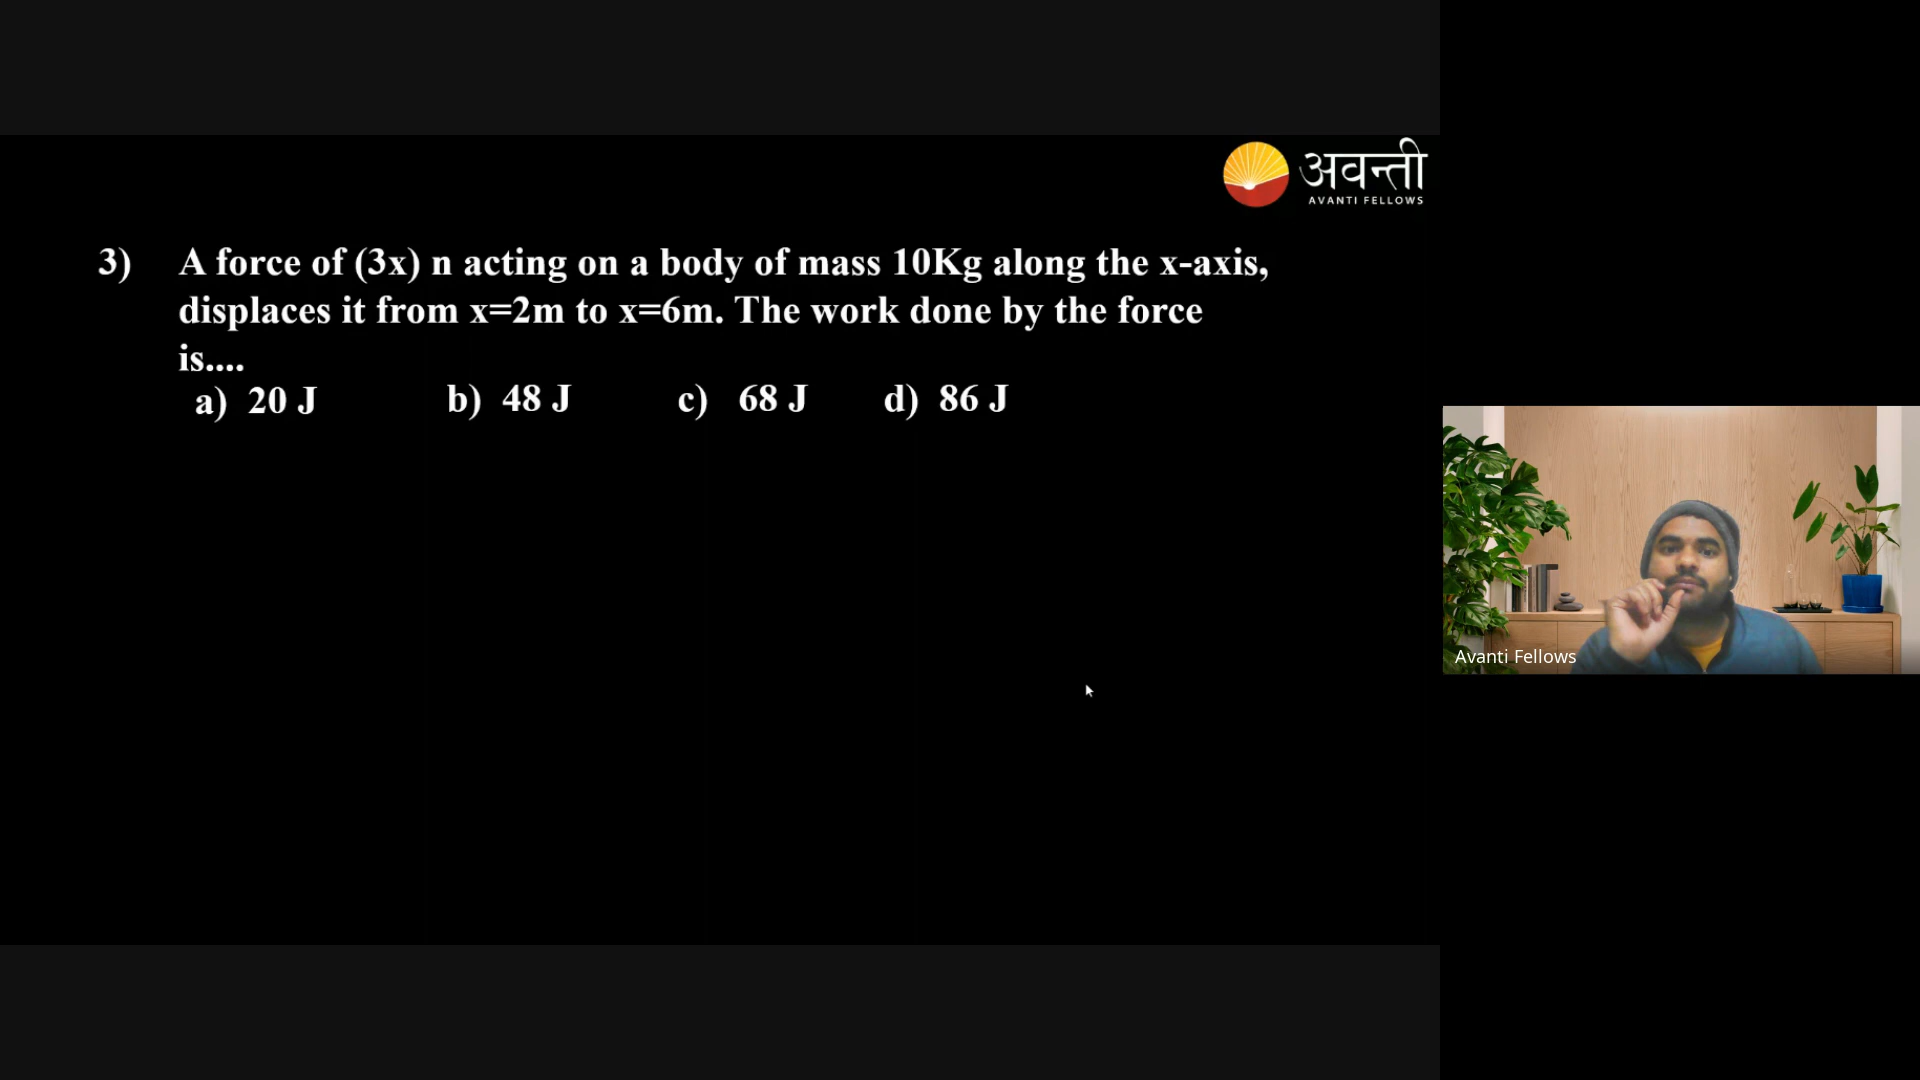 अवन्ती
AVANTI FELLOWS
3) A force of (3x) n acting on a body of mass 10Kg along the x-axis,
displaces it from x=2m to x=6m. The work done by the force
is....
a) 20 J b) 48 J c) 68 J d) 86 J
Avanti Fellows